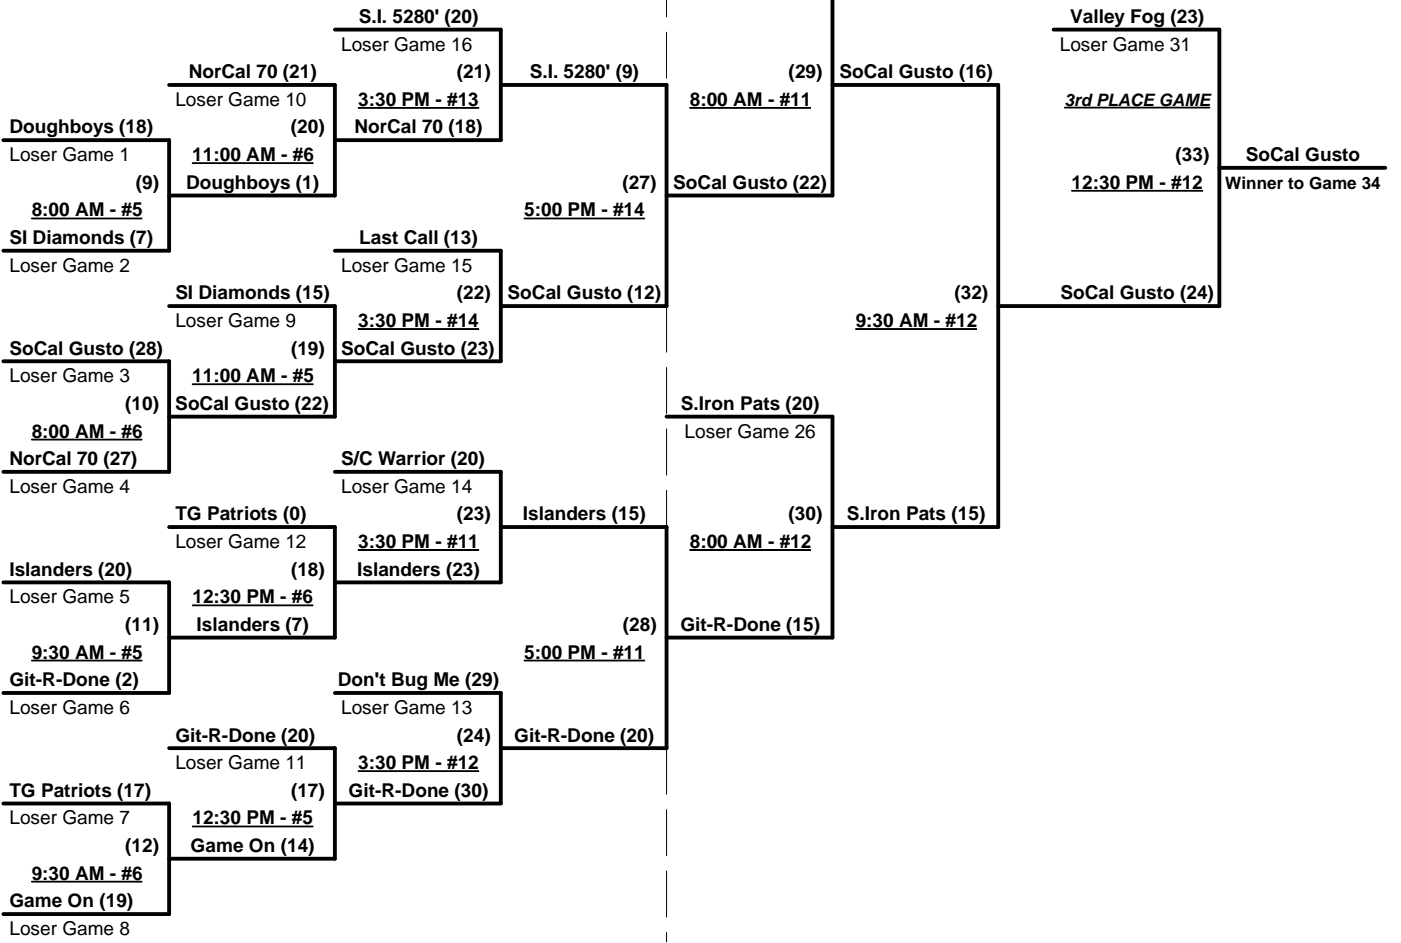 S.I. 5280' (20)
Valley Fog (23)
Loser Game 16
Loser Game 31
NorCal 70 (21)
(21)
S.I. 5280' (9)
(29)
SoCal Gusto (16)
Loser Game 10
3:30 PM - #13
8:00 AM - #11
3rd PLACE GAME
Doughboys (18)
(20)
NorCal 70 (18)
Loser Game 1
11:00 AM - #6
(33)
SoCal Gusto
(9)
Doughboys (1)
(27)
SoCal Gusto (22)
12:30 PM - #12
Winner to Game 34
8:00 AM - #5
5:00 PM - #14
SI Diamonds (7)
Last Call (13)
Loser Game 2
Loser Game 15
SI Diamonds (15)
(22)
SoCal Gusto (12)
(32)
SoCal Gusto (24)
Loser Game 9
3:30 PM - #14
9:30 AM - #12
SoCal Gusto (28)
(19)
SoCal Gusto (23)
Loser Game 3
11:00 AM - #5
(10)
SoCal Gusto (22)
S.Iron Pats (20)
8:00 AM - #6
Loser Game 26
NorCal 70 (27)
S/C Warrior (20)
Loser Game 4
Loser Game 14
TG Patriots (0)
(23)
Islanders (15)
(30)
S.Iron Pats (15)
Loser Game 12
3:30 PM - #11
8:00 AM - #12
Islanders (20)
(18)
Islanders (23)
Loser Game 5
12:30 PM - #6
(11)
Islanders (7)
(28)
Git-R-Done (15)
9:30 AM - #5
5:00 PM - #11
Git-R-Done (2)
Don't Bug Me (29)
Loser Game 6
Loser Game 13
Git-R-Done (20)
(24)
Git-R-Done (20)
Loser Game 11
3:30 PM - #12
TG Patriots (17)
(17)
Git-R-Done (30)
Loser Game 7
12:30 PM - #5
(12)
Game On (14)
9:30 AM - #6
Game On (19)
Loser Game 8